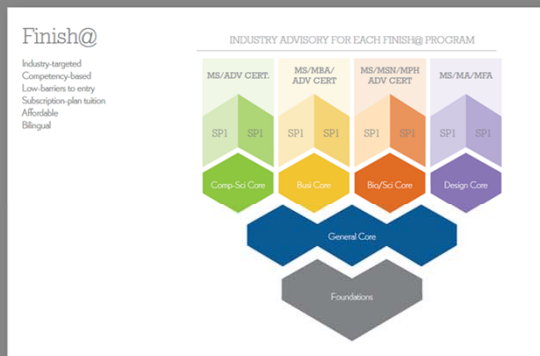 Finish@
INDUSTRY ADVISORY FOR EACH FINISH@ PROGRAM
Industry-targeted
Competency-based
Low-barriers to entry
Subscription-plan tuition
Affordable
Bilingual
MS/ADV CERT.
MS/MBA/
ADV CERT
MS/MSN/MPH
ADV CERT
MS/MA/MFA
SP1 SP1 SP1 SP1 SP1 SP1 SP1 SP1
Comp-Sci Core
Busi Core
Bio/Sci Core
Design Core
General Core
Foundations